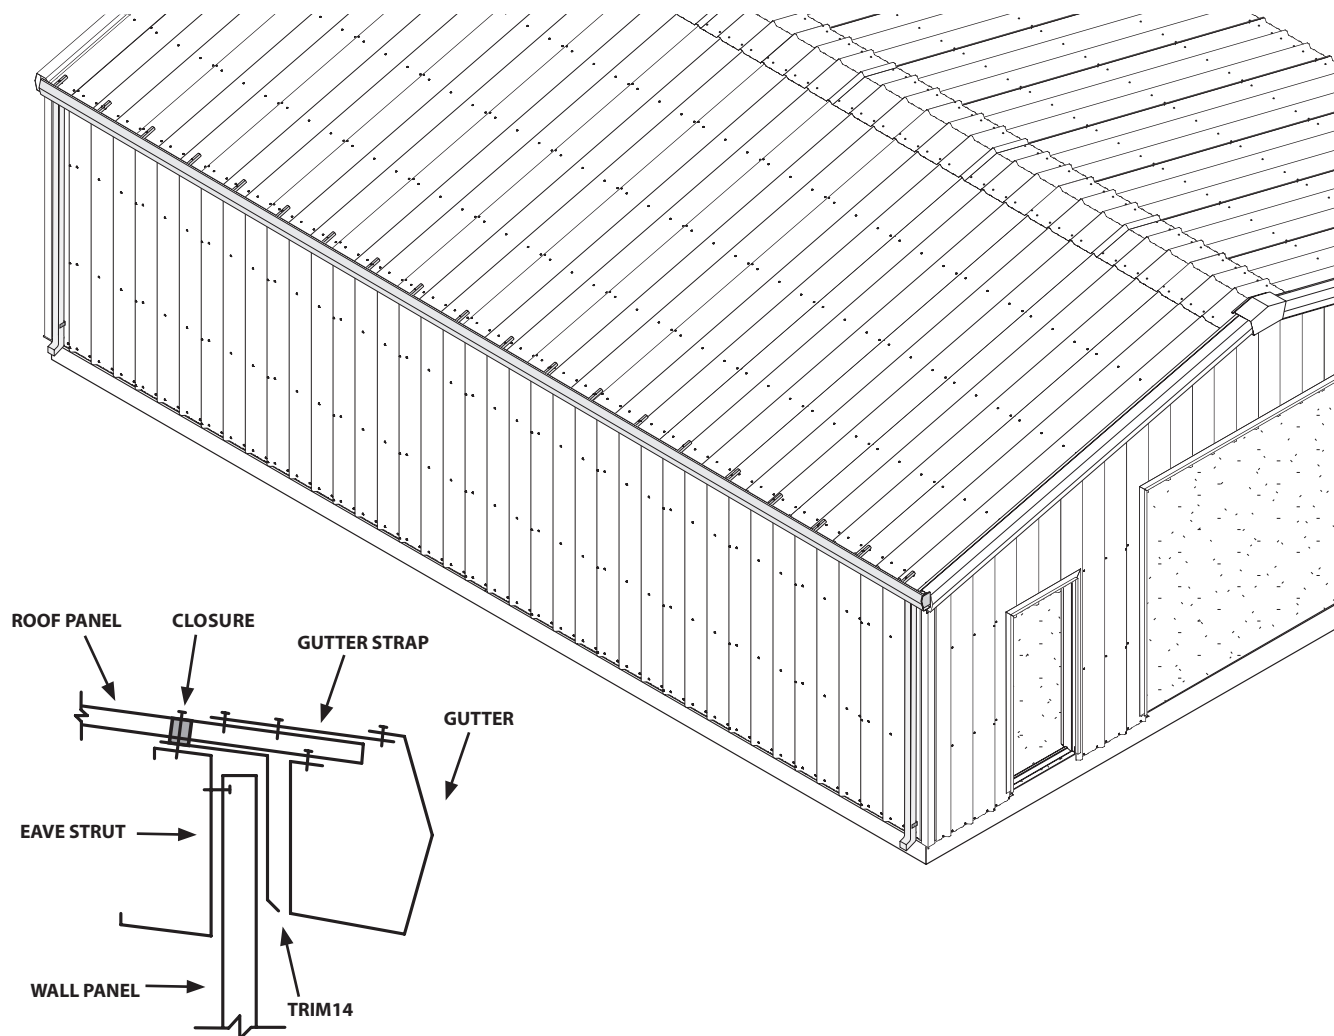 ROOF PANEL
CLOSURE
GUTTER STRAP
GUTTER
EAVE STRUT
WALL PANEL
TRIM14